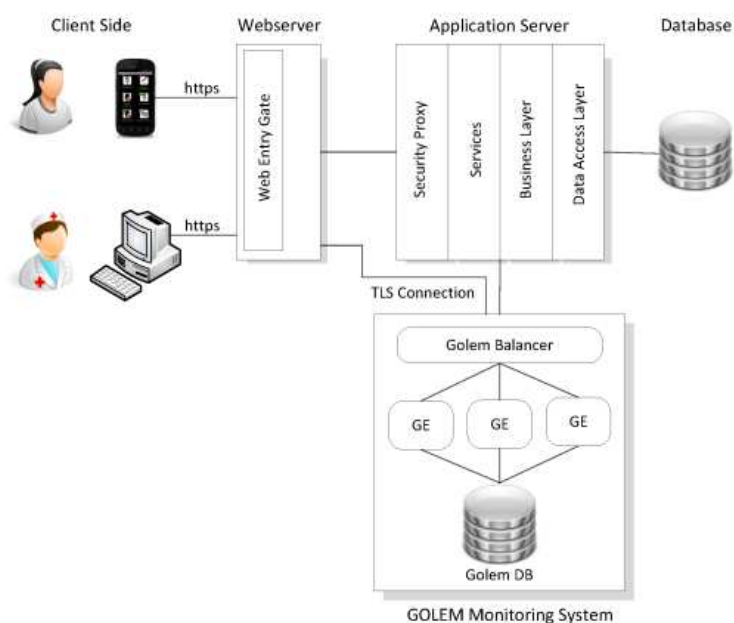 Client Side
Webserver
Application Server
Database
https
https
Web Entry Gate
Security Proxy
Services
Business Layer
Data Access Layer
TLS Connection
Golem Balancer
GE
GE
GE
Golem DB
GOLEM Monitoring System